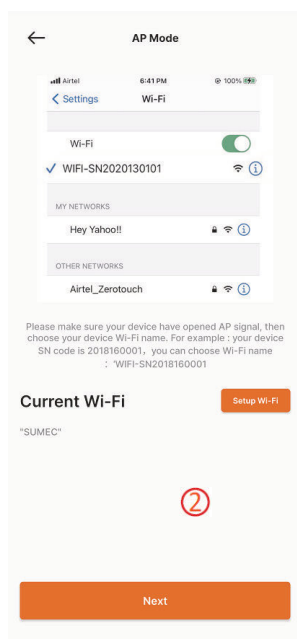 AP Mode
Airtel 6:41 PM 100%
Settings Wi-Fi
Wi-Fi
WIFI-SN2020130101
MY NETWORKS
Hey Yahoo!!
OTHER NETWORKS
Airtel_Zerotouch
Please make sure your device have opened AP signal, then
choose your device Wi-Fi name. For example : your device
SN code is 2018160001, you can choose Wi-Fi name
: 'WIFI-SN2018160001
Current Wi-Fi Setup Wi-Fi
"SUMEC"
②
Next